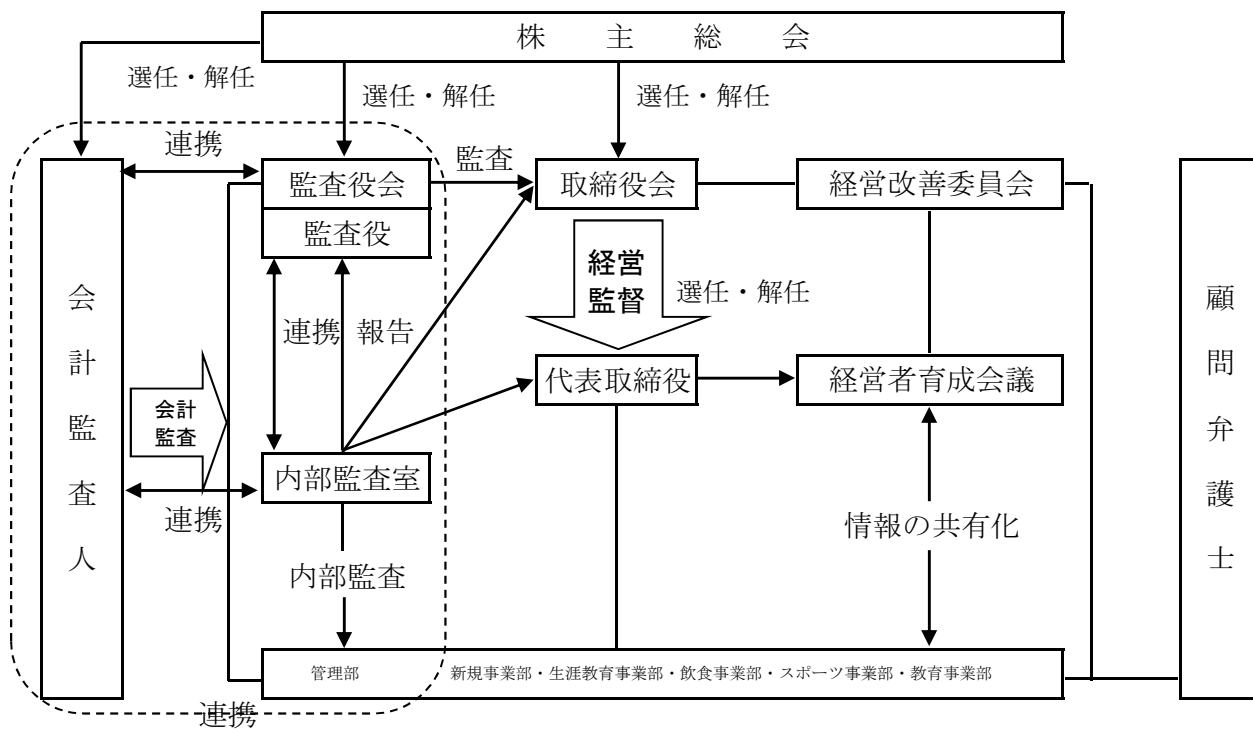 株主総会
選任・解任
選任・解任
選任・解任
連携
監査
監査役会
監査役
取締役会
経営改善委員会
経営
監督
選任・解任
連携
報告
会計監査人
会計
監査
代表取締役
経営者育成会議
顧問弁護士
内部監査室
連携
情報の共有化
内部監査
管理部
新規事業部・生涯教育事業部・飲食事業部・スポーツ事業部・教育事業部
連携